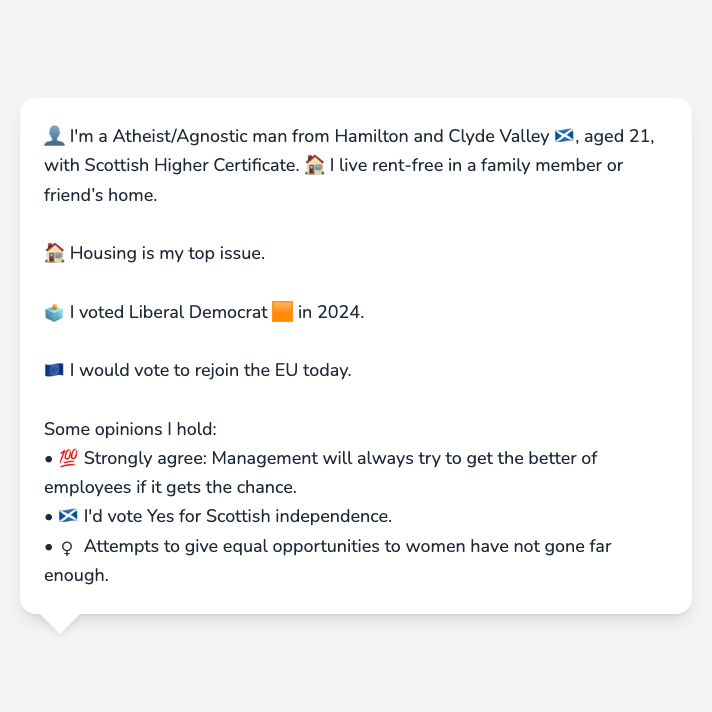 👤 I'm a Atheist/Agnostic man from Hamilton and Clyde Valley 🏴󠁧󠁢󠁳󠁣󠁴󠁿, aged 21,
with Scottish Higher Certificate. 🏠 I live rent-free in a family member or
friend’s home.
🏠 Housing is my top issue.
🗳️ I voted Liberal Democrat 🟧 in 2024.
🇪🇺 I would vote to rejoin the EU today.
Some opinions I hold:
• 💯 Strongly agree: Management will always try to get the better of
employees if it gets the chance.
• 🏴󠁧󠁢󠁳󠁣󠁴󠁿 I'd vote Yes for Scottish independence.
• ♀ Attempts to give equal opportunities to women have not gone far
enough.